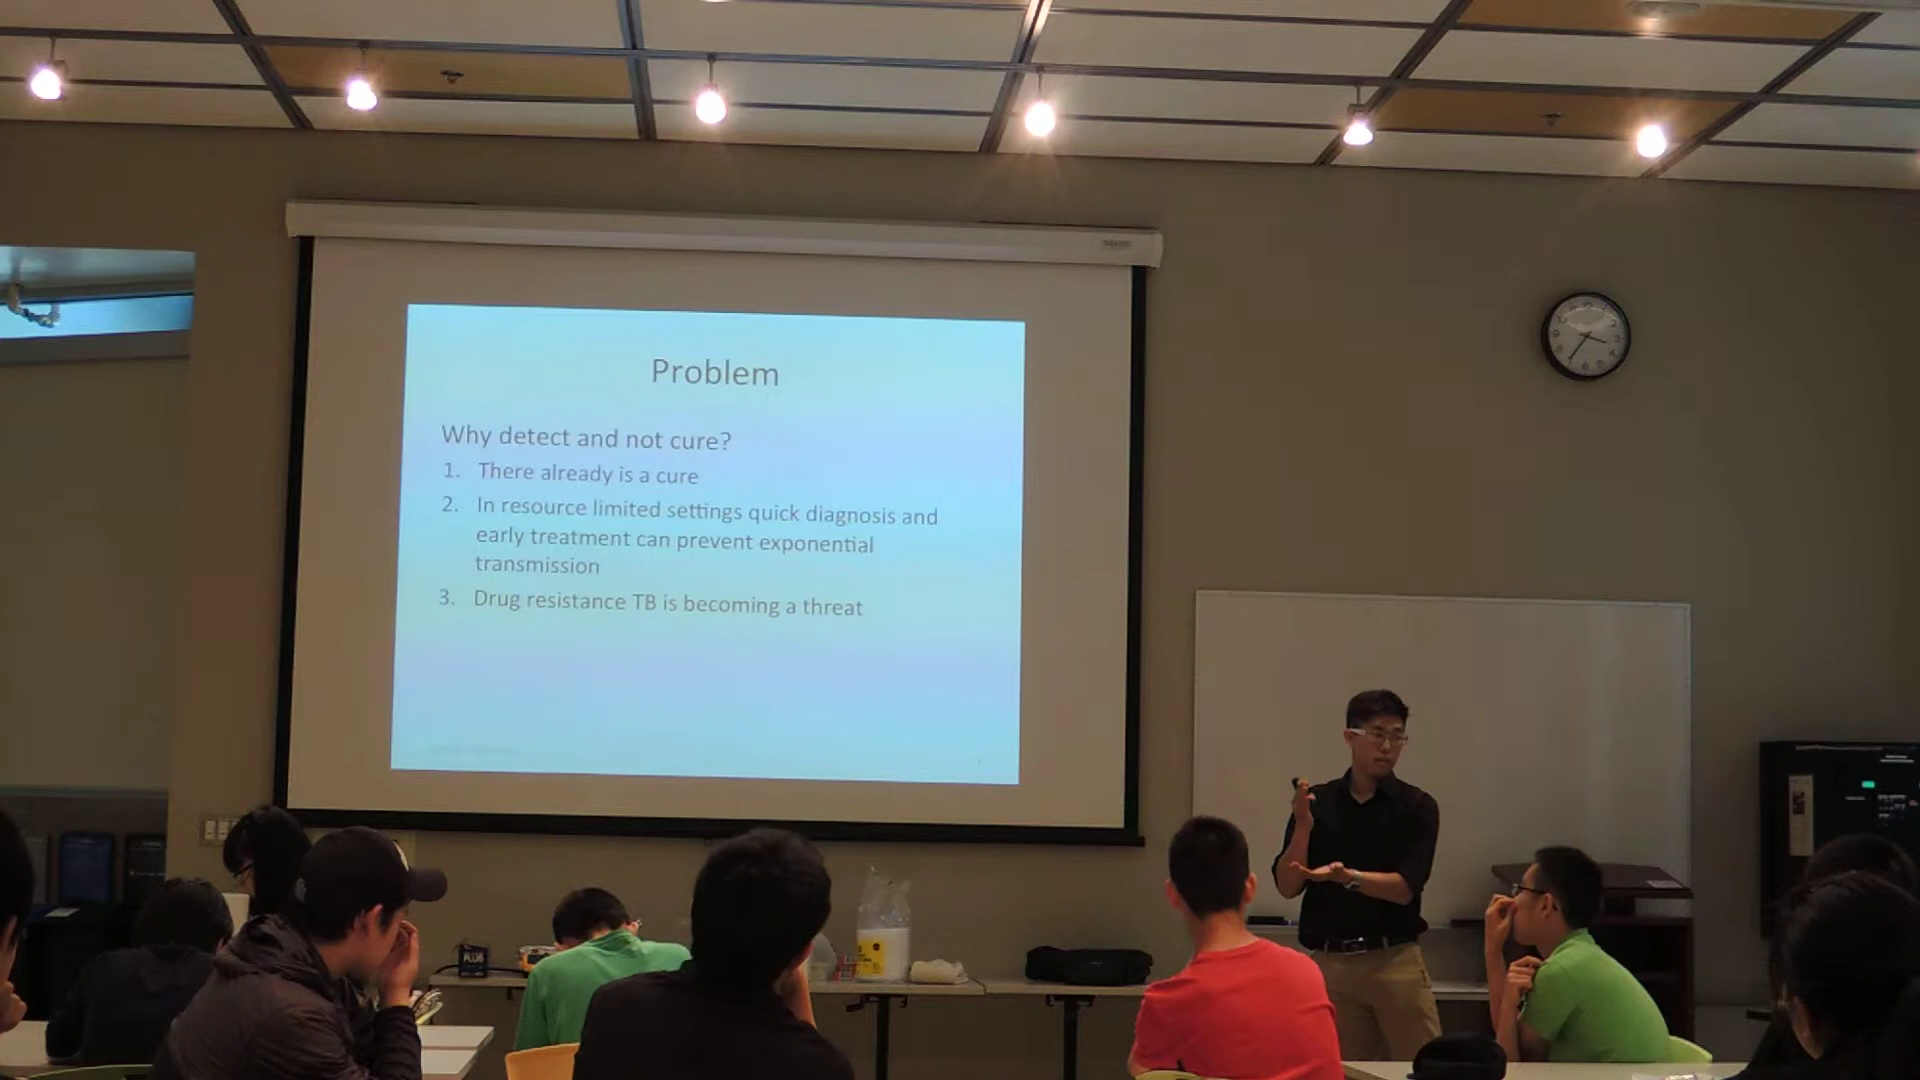 Problem
Why detect and not cure?
1. There already is a cure
2. In resource limited settings quick diagnosis and
early treatment can prevent exponential
transmission
3. Drug resistance TB is becoming a threat
PLUS